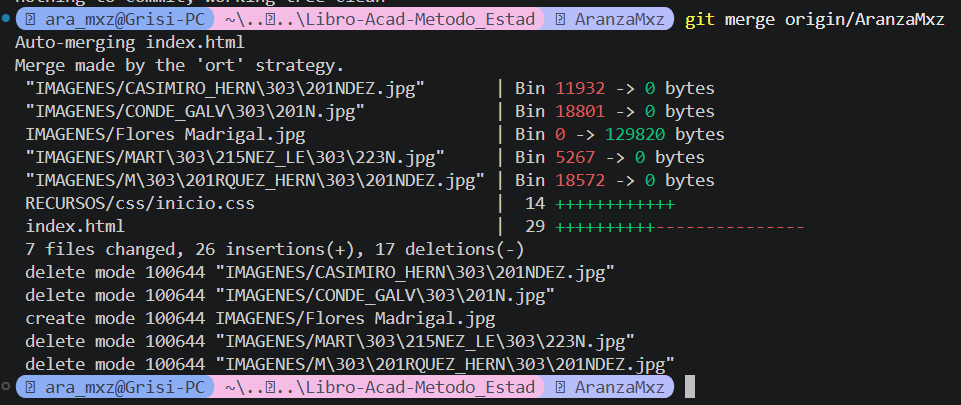 nothing to commit, working tree clean
ara_mxz@Grisi-PC ~\..\..\Libro-Acad-Metodo_Estad AranzaMxz git merge origin/AranzaMxz
Auto-merging index.html
Merge made by the 'ort' strategy.
"IMAGENES/CASIMIRO_HERN\303\201NDEZ.jpg" | Bin 11932 -> 0 bytes
"IMAGENES/CONDE_GALV\303\201N.jpg" | Bin 18801 -> 0 bytes
IMAGENES/Flores Madrigal.jpg | Bin 0 -> 129820 bytes
"IMAGENES/MART\303\215NEZ_LE\303\223N.jpg" | Bin 5267 -> 0 bytes
"IMAGENES/M\303\201RQUEZ_HERN\303\201NDEZ.jpg" | Bin 18572 -> 0 bytes
RECURSOS/css/inicio.css | 14 ++++++++++++
index.html | 29 ++++++++++---------------
7 files changed, 26 insertions(+), 17 deletions(-)
delete mode 100644 "IMAGENES/CASIMIRO_HERN\303\201NDEZ.jpg"
delete mode 100644 "IMAGENES/CONDE_GALV\303\201N.jpg"
create mode 100644 IMAGENES/Flores Madrigal.jpg
delete mode 100644 "IMAGENES/MART\303\215NEZ_LE\303\223N.jpg"
delete mode 100644 "IMAGENES/M\303\201RQUEZ_HERN\303\201NDEZ.jpg"
ara_mxz@Grisi-PC ~\..\..\Libro-Acad-Metodo_Estad AranzaMxz